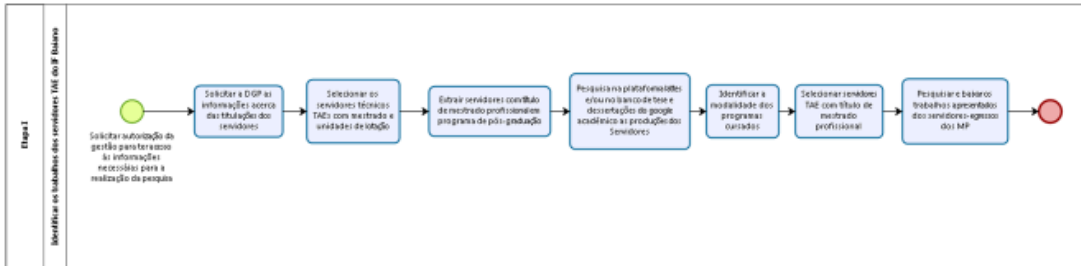 Etapa I
Identificar os trabalhos dos servidores TAE do IF Baiano
Solicitar autorização da
gestão para ter acesso
às informações
necessárias para a
realização da pesquisa
Solicitar a DGP as
informações acerca
das titulações dos
servidores
Selecionar os
servidores técnicos
TAEs com mestrado e
unidades de lotação
Extrair servidores com título
de mestrado profissional em
programa de pós-graduação
Pesquisa na plataforma lattes
e/ou no banco de tese e
dessertações do google
acadêmico as produções dos
Servidores
Identificar a
modalidade dos
programas
cursados
Selecionar servidores
TAE com título de
mestrado
profissional
Pesquisar e baixar os
trabalhos apresentados
dos servidores-egressos
dos MP